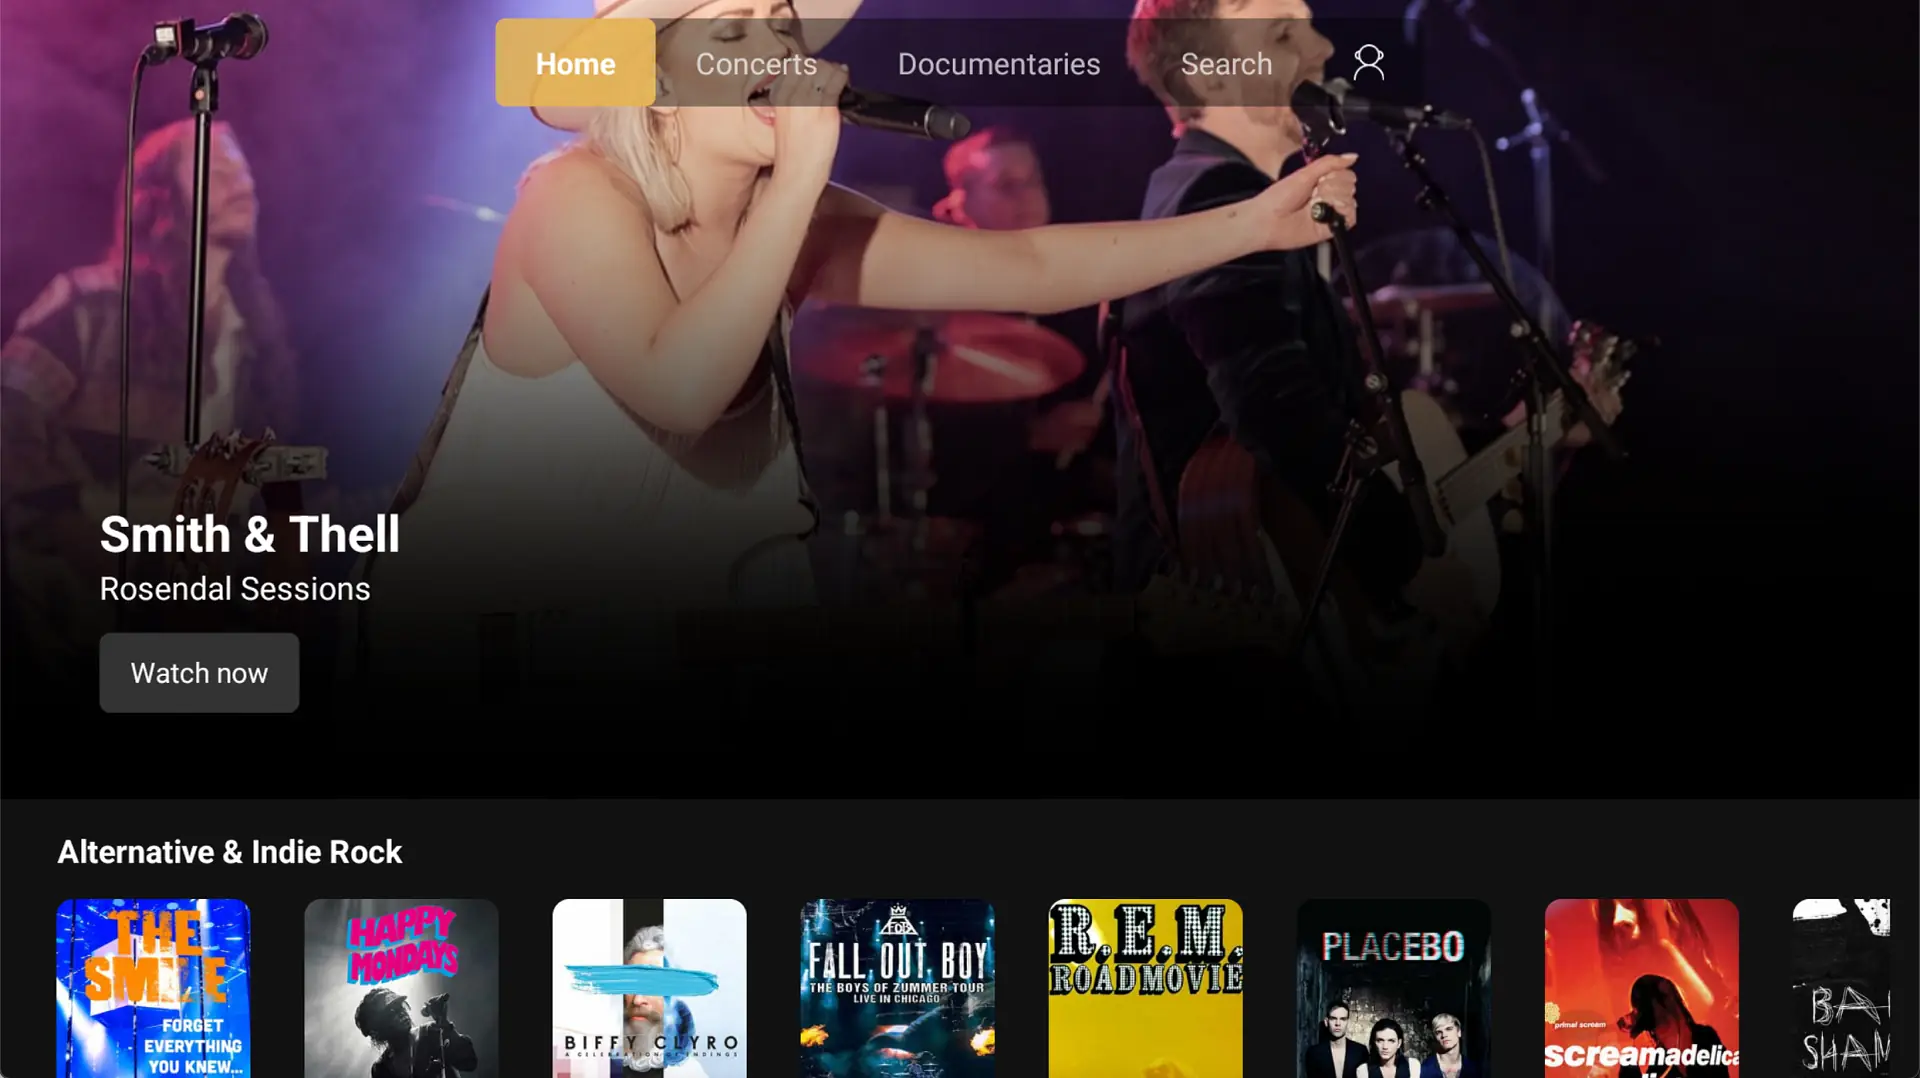 Home
Concerts
Documentaries
Search
Smith & Thell
Rosendal Sessions
Watch now
Alternative & Indie Rock
THE
SMILE
FORGET
EVERYTHING
YOU KNEW...
HAPPY
MONDAYS
BIFFY CLYRO
A CELEBRATION OF ENDINGS
FOB
FALL OUT BOY
THE BOYS OF ZUMMER TOUR
LIVE IN CHICAGO
R.E.M.
ROADMOVIE
PLACEBO
primal scream
screamadelica
BA
SHAM